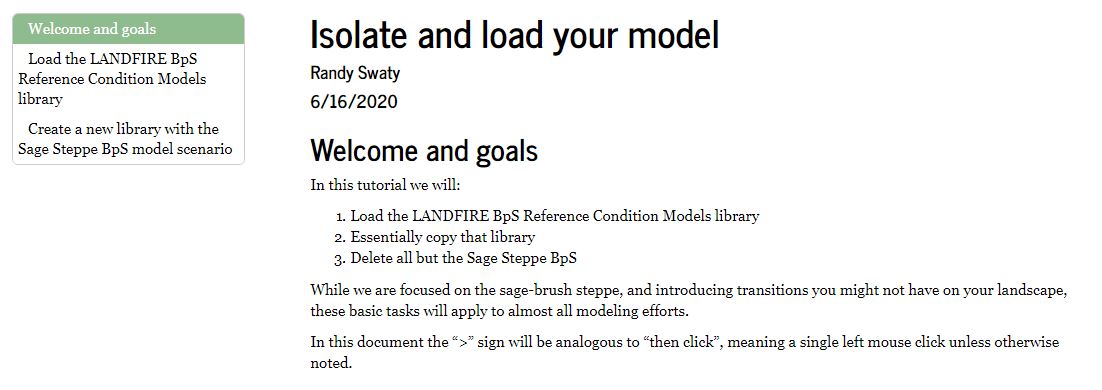 Welcome and goals
Load the LANDFIRE BpS
Reference Condition Models
library
Create a new library with the
Sage Steppe BpS model scenario
Isolate and load your model
Randy Swaty
6/16/2020
Welcome and goals
In this tutorial we will:
1. Load the LANDFIRE BpS Reference Condition Models library
2. Essentially copy that library
3. Delete all but the Sage Steppe BpS
While we are focused on the sage-brush steppe, and introducing transitions you might not have on your landscape,
these basic tasks will apply to almost all modeling efforts.
In this document the “>” sign will be analogous to “then click”, meaning a single left mouse click unless otherwise
noted.